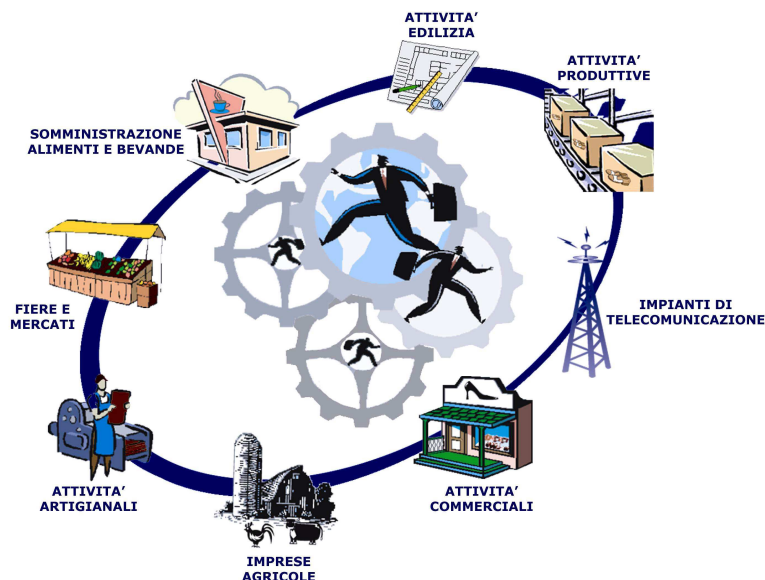 ATTIVITA’
EDILIZIA
ATTIVITA’
PRODUTTIVE
SOMMINISTRAZIONE
ALIMENTI E BEVANDE
FIERE E
MERCATI
IMPIANTI DI
TELECOMUNICAZIONE
ATTIVITA’
ARTIGIANALI
ATTIVITA’
COMMERCIALI
IMPRESE
AGRICOLE